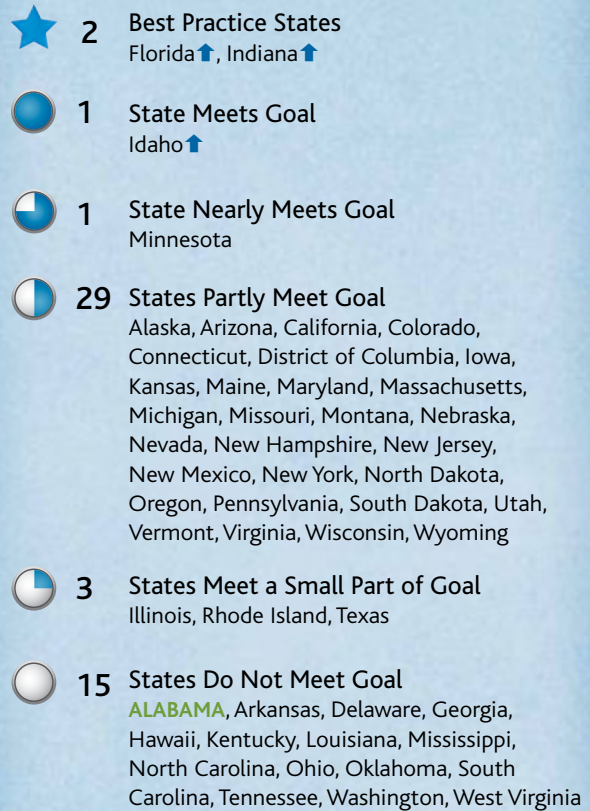 2 Best Practice States
Florida⬆, Indiana⬆
1 State Meets Goal
Idaho⬆
1 State Nearly Meets Goal
Minnesota
29 States Partly Meet Goal
Alaska, Arizona, California, Colorado,
Connecticut, District of Columbia, Iowa,
Kansas, Maine, Maryland, Massachusetts,
Michigan, Missouri, Montana, Nebraska,
Nevada, New Hampshire, New Jersey,
New Mexico, New York, North Dakota,
Oregon, Pennsylvania, South Dakota, Utah,
Vermont, Virginia, Wisconsin, Wyoming
3 States Meet a Small Part of Goal
Illinois, Rhode Island, Texas
15 States Do Not Meet Goal
ALABAMA, Arkansas, Delaware, Georgia,
Hawaii, Kentucky, Louisiana, Mississippi,
North Carolina, Ohio, Oklahoma, South
Carolina, Tennessee, Washington, West Virginia